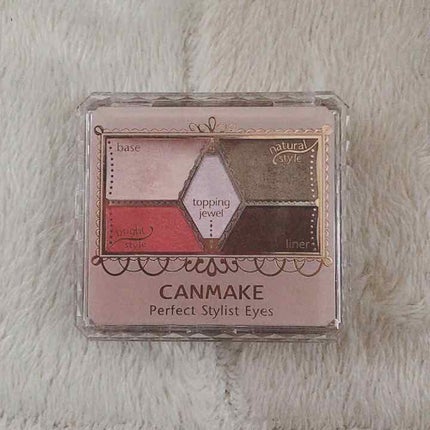 base
natural
style
topping
jewel
bright
style
liner
CANMAKE
Perfect Stylist Eyes